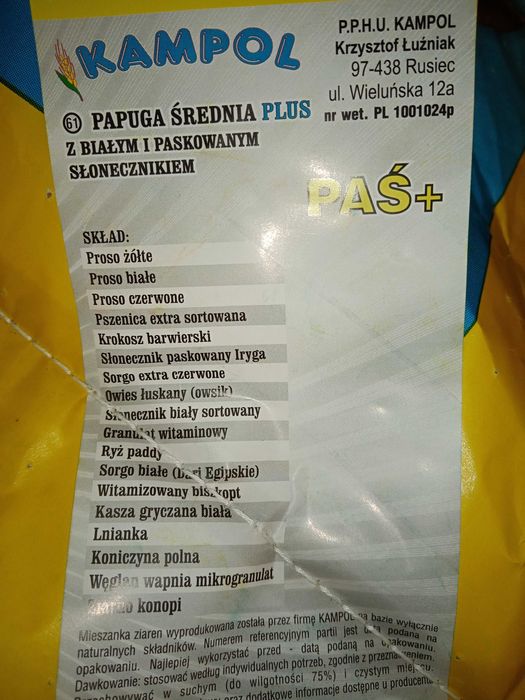 KAMPOL
P.P.H.U. KAMPOL
Krzysztof Łuźniak
97-438 Rusiec
ul. Wieluńska 12a
nr wet. PL 1001024p
61 PAPUGA ŚREDNIA PLUS
Z BIAŁYM I PASKOWANYM
SŁONECZNIKIEM
PAŚ+
SKŁAD:
Proso żółte
Proso białe
Proso czerwone
Pszenica extra sortowana
Krokosz barwierski
Słonecznik paskowany Iryga
Sorgo extra czerwone
Owies łuskany (owsik)
Słonecznik biały sortowany
Granulat witaminowy
Ryż paddy
Sorgo białe (Dari Egipskie)
Witamizowany biszkopt
Kasza gryczana biała
Lnianka
Koniczyna polna
Węglan wapnia mikrogranulat
Ziarno konopi
Mieszanka ziaren wyprodukowana została przez firmę KAMPOL na bazie wyłącznie
naturalnych składników. Numerem referencyjnym partii jest data podana na
opakowaniu. Najlepiej wykorzystać przed - datą podaną na opakowaniu.
Dawkowanie: stosować według indywidualnych potrzeb, zgodnie z przeznaczeniem.
w suchym (do wilgotności 75%) i czystym miejscu.
oraz dodatkowe informacje dostępne u producenta.